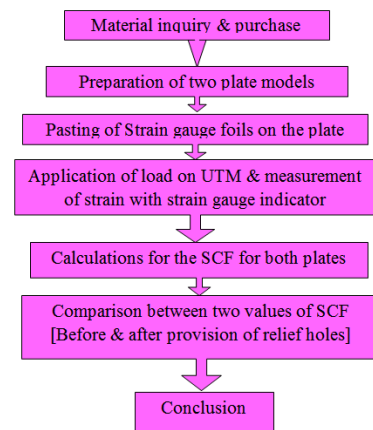 Material inquiry & purchase
Preparation of two plate models
Pasting of Strain gauge foils on the plate
Application of load on UTM & measurement
of strain with strain gauge indicator
Calculations for the SCF for both plates
Comparison between two values of SCF
[Before & after provision of relief holes]
Conclusion